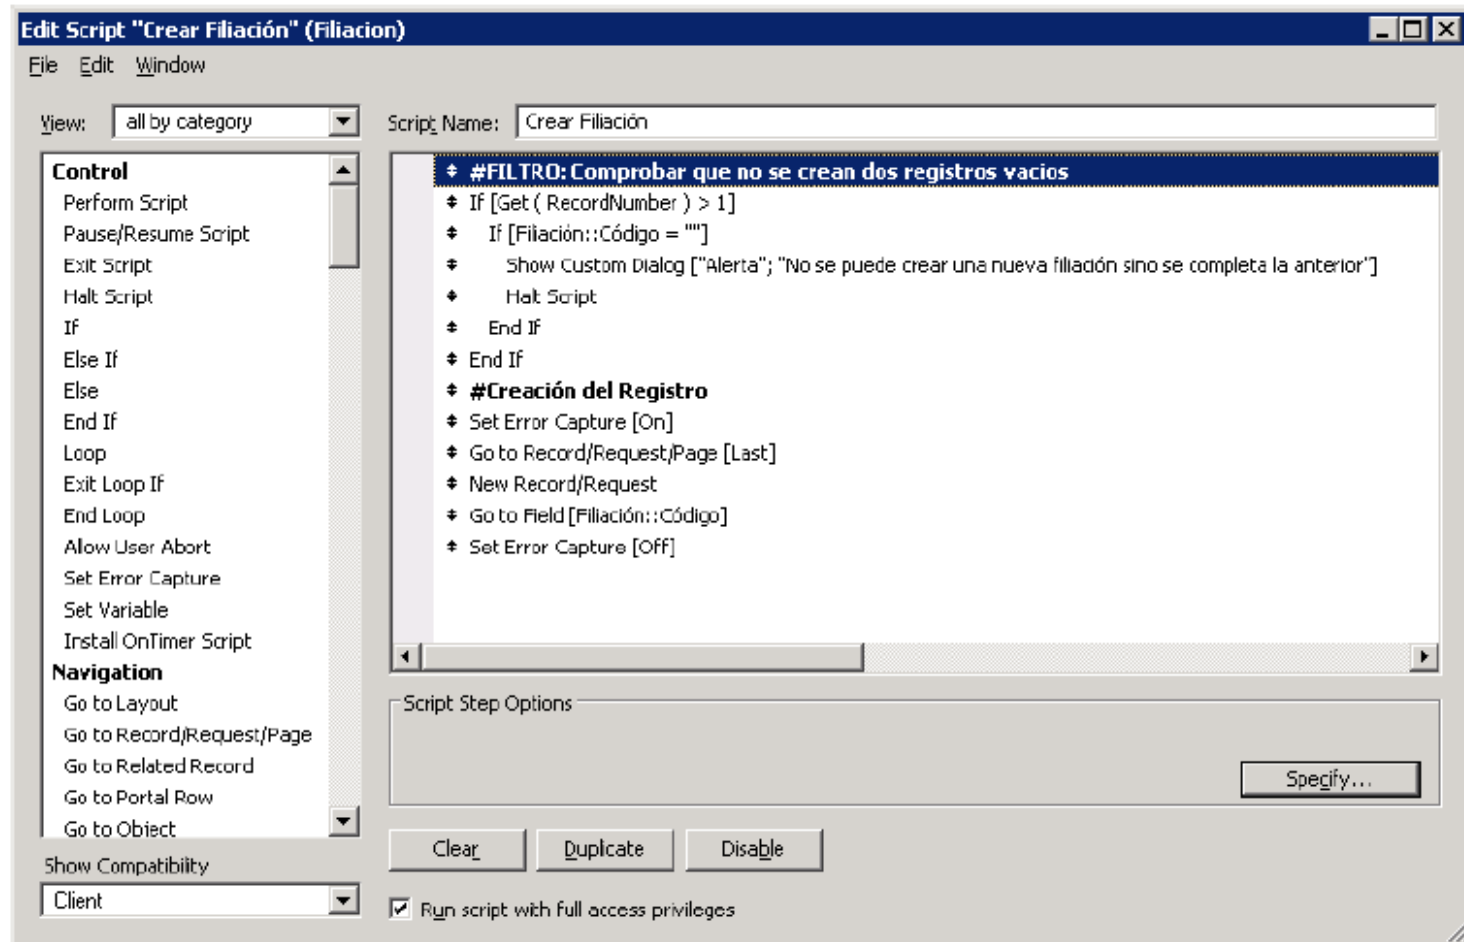 Edit Script "Crear Filiación" (Filiacion)
File Edit Window
View: all by category
Script Name: Crear Filiación
Control
Perform Script
Pause/Resume Script
Exit Script
Halt Script
If
Else If
Else
End If
Loop
Exit Loop If
End Loop
Allow User Abort
Set Error Capture
Set Variable
Install OnTimer Script
Navigation
Go to Layout
Go to Record/Request/Page
Go to Related Record
Go to Portal Row
Go to Object
Show Compatibility
Client
#FILTRO: Comprobar que no se crean dos registros vacios
If [Get ( RecordNumber ) > 1]
If [Filiación::Código = ""]
Show Custom Dialog ["Alerta"; "No se puede crear una nueva filiación sino se completa la anterior"]
Halt Script
End If
End If
#Creación del Registro
Set Error Capture [On]
Go to Record/Request/Page [Last]
New Record/Request
Go to Field [Filiación::Código]
Set Error Capture [Off]
Script Step Options
Specify...
Clear Duplicate Disable
Run script with full access privileges